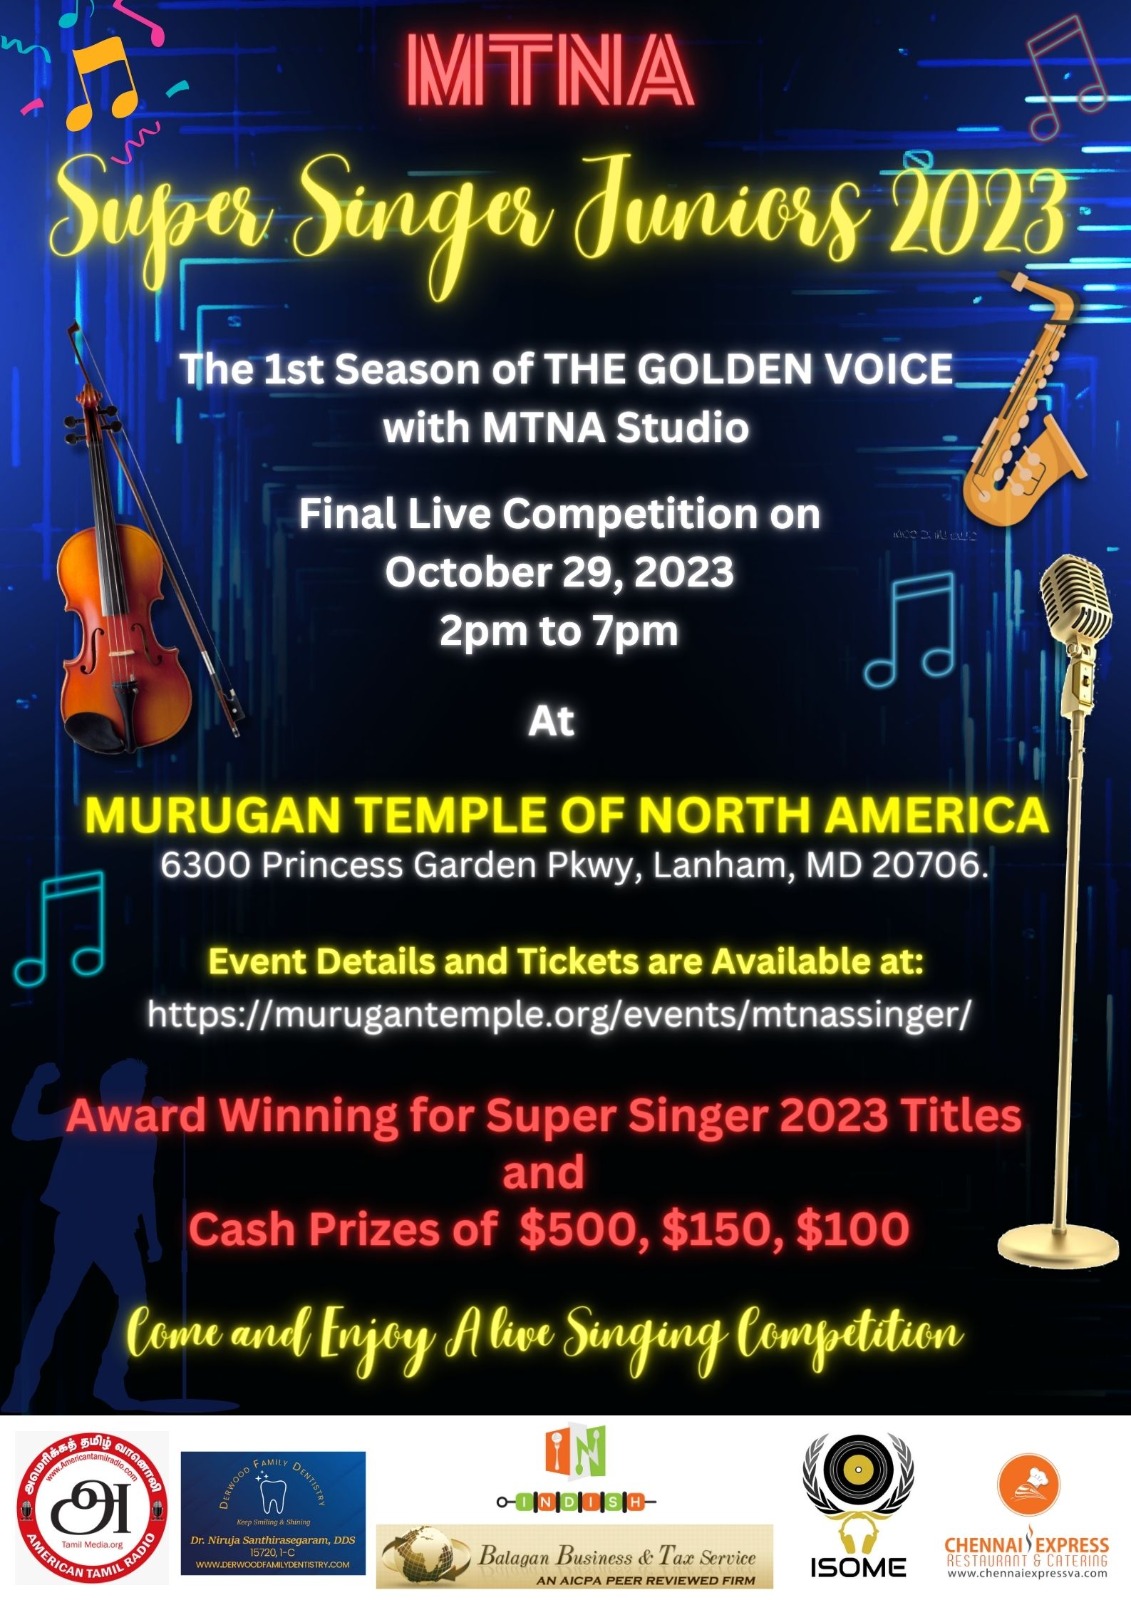 MTNA
Super Singer Juniors 2023
The 1st Season of THE GOLDEN VOICE
with MTNA Studio
Final Live Competition on
October 29, 2023
2pm to 7pm
At
MURUGAN TEMPLE OF NORTH AMERICA
6300 Princess Garden Pkwy, Lanham, MD 20706.
Event Details and Tickets are Available at:
https://murugantemple.org/events/mtnassinger/
Award Winning for Super Singer 2023 Titles
and
Cash Prizes of $500, $150, $100
Come and Enjoy A live Singing Competition
அமெரிக்கத் தமிழ் வானொலி
www.Americantamilradio.com
அ
Tamil Media.org
AMERICAN TAMIL RADIO
DERWOOD FAMILY DENTISTRY
Keep Smiling & Shining
Dr. Niruja Santhirasegaram, DDS
15720, 1-C
WWW.DERWOODFAMILYDENTISTRY.COM
IN
INDISH
Balagan Business & Tax Service
AN AICPA PEER REVIEWED FIRM
ISOME
CHENNAI EXPRESS
RESTAURANT & CATERING
www.chennaiexpressva.com